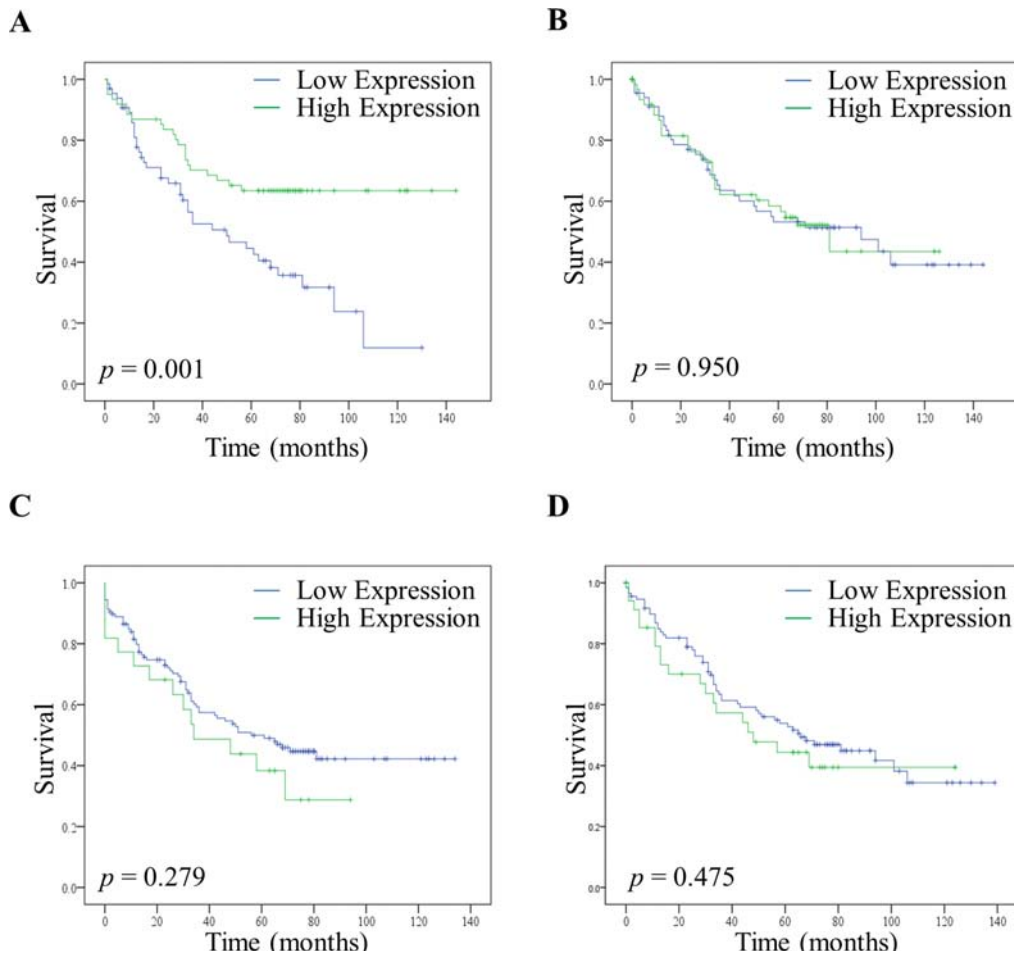 A
Low Expression
High Expression
1.0
0.8
0.6
0.4
0.2
0.0
Survival
p = 0.001
0 20 40 60 80 100 120 140
Time (months)
B
Low Expression
High Expression
1.0
0.8
0.6
0.4
0.2
0.0
Survival
p = 0.950
0 20 40 60 80 100 120 140
Time (months)
C
Low Expression
High Expression
1.0
0.8
0.6
0.4
0.2
0.0
Survival
p = 0.279
0 20 40 60 80 100 120 140
Time (months)
D
Low Expression
High Expression
1.0
0.8
0.6
0.4
0.2
0.0
Survival
p = 0.475
0 20 40 60 80 100 120 140
Time (months)